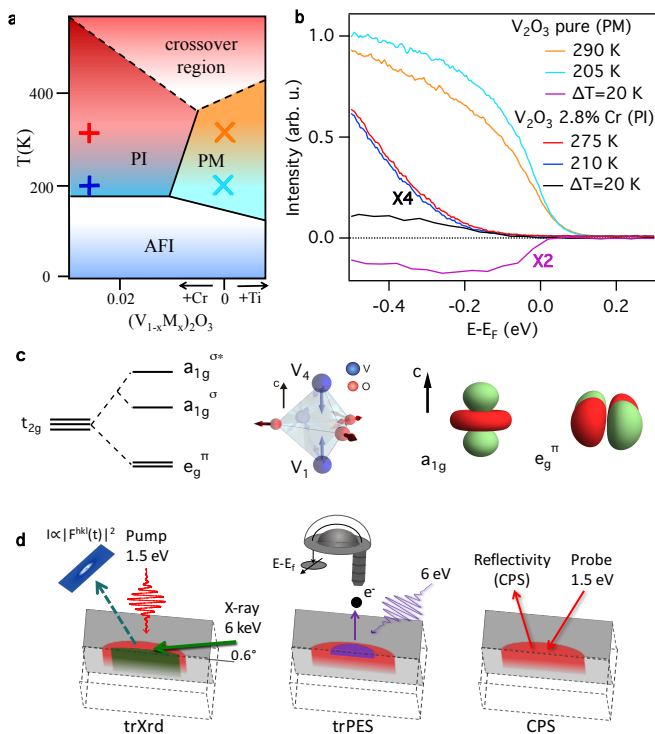 a
crossover
region
400
200
0
T(K)
PI
PM
AFI
0.02
+Cr
0
+Ti
(V1-xMx)2O3
b
1.0
0.5
0.0
Intensity (arb. u.)
V2O3 pure (PM)
290 K
205 K
ΔT=20 K
V2O3 2.8% Cr (PI)
275 K
210 K
ΔT=20 K
X4
X2
-0.4
-0.2
0.0
0.2
E-EF (eV)
c
t2g
a1g σ*
a1g σ
eg π
c
V4
V1
V
O
c
a1g
eg π
d
I∝|Fhkl(t)|2
Pump
1.5 eV
X-ray
6 keV
0.6°
trXrd
E-Ef
e-
6 eV
trPES
Reflectivity
(CPS)
Probe
1.5 eV
CPS